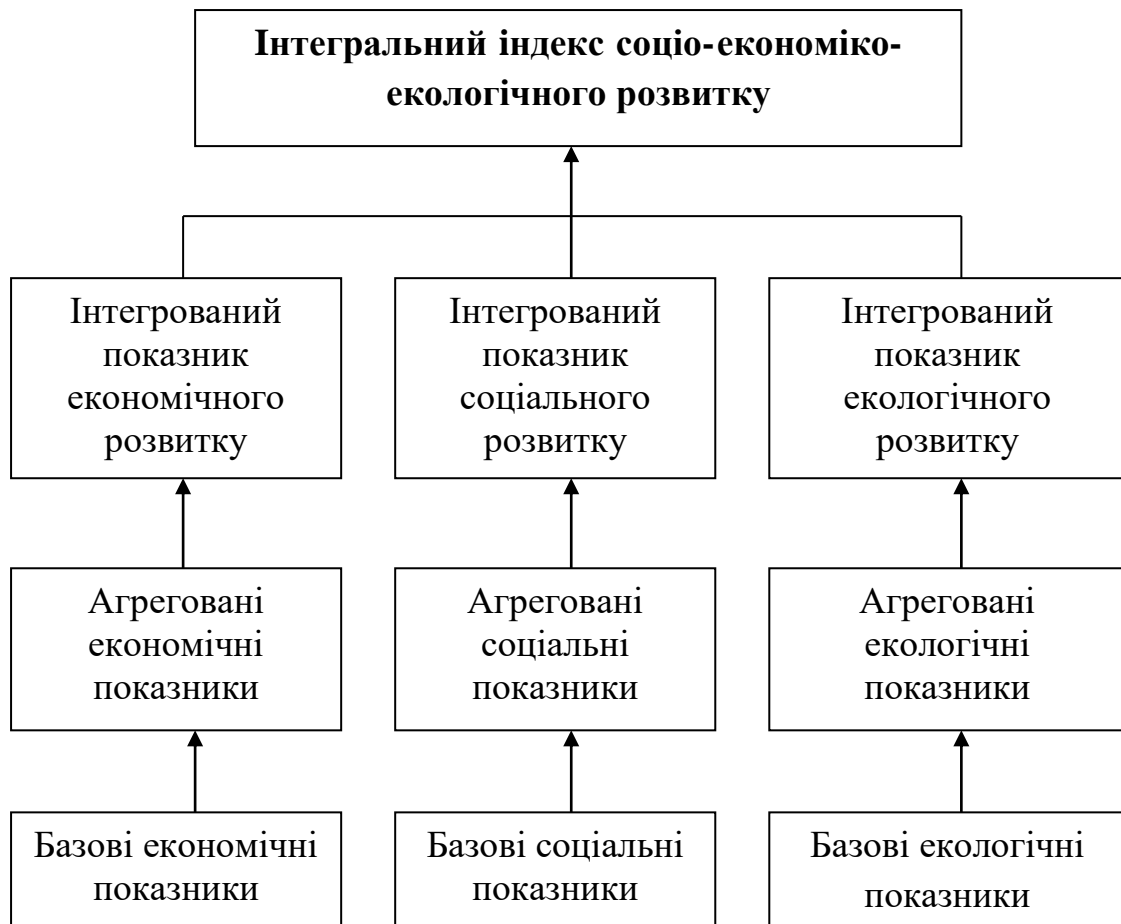 Інтегральний індекс соціо-економіко-
екологічного розвитку
Інтегрований
показник
економічного
розвитку
Інтегрований
показник
соціального
розвитку
Інтегрований
показник
екологічного
розвитку
Агреговані
економічні
показники
Агреговані
соціальні
показники
Агреговані
екологічні
показники
Базові економічні
показники
Базові соціальні
показники
Базові екологічні
показники